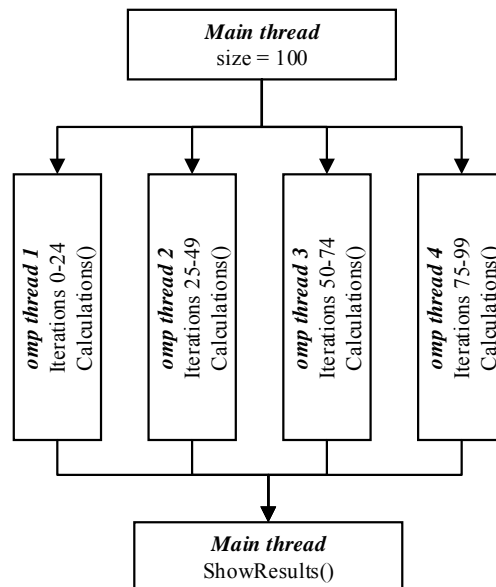 Main thread
size = 100
omp thread 1
Iterations 0-24
Calculations()
omp thread 2
Iterations 25-49
Calculations()
omp thread 3
Iterations 50-74
Calculations()
omp thread 4
Iterations 75-99
Calculations()
Main thread
ShowResults()